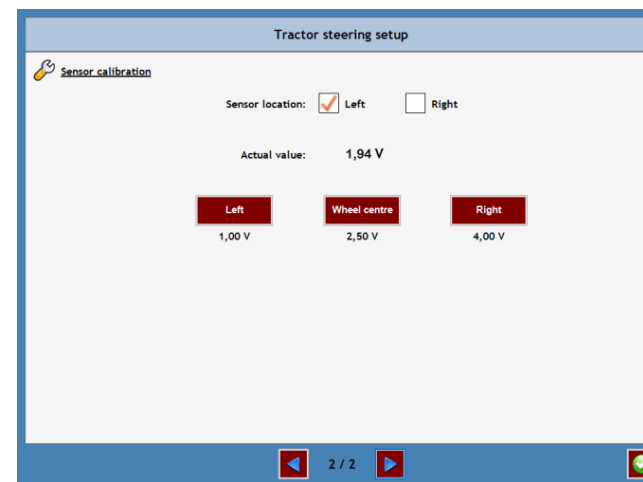 Tractor steering setup
Sensor calibration
Sensor location: Left Right
Actual value: 1,94 V
Left Wheel centre Right
1,00 V 2,50 V 4,00 V
2 / 2